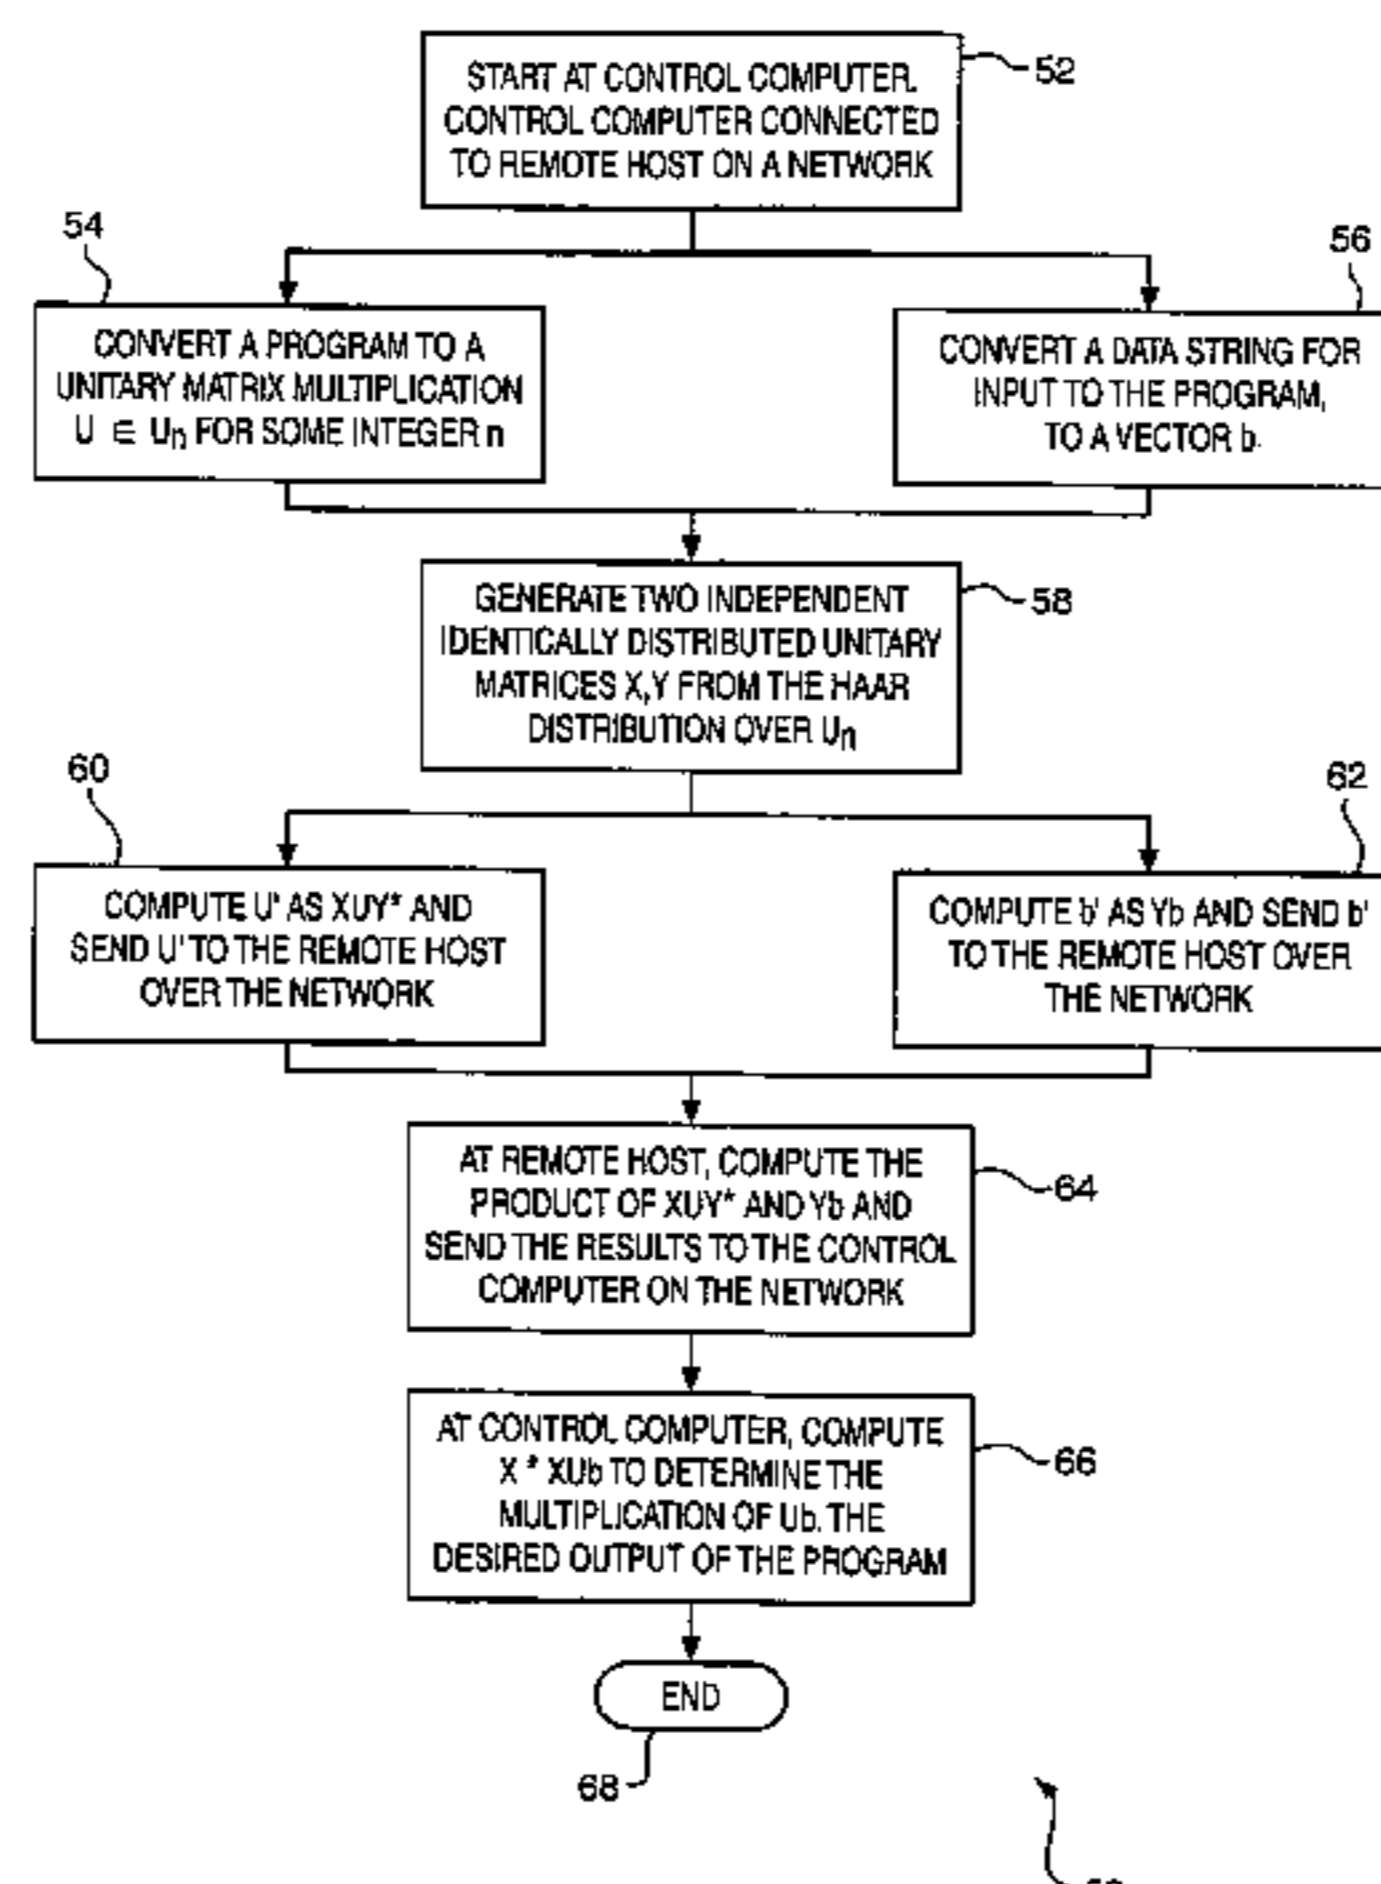 START AT CONTROL COMPUTER.
CONTROL COMPUTER CONNECTED
TO REMOTE HOST ON A NETWORK
52
54
CONVERT A PROGRAM TO A
UNITARY MATRIX MULTIPLICATION
U ∈ Un FOR SOME INTEGER n
56
CONVERT A DATA STRING FOR
INPUT TO THE PROGRAM,
TO A VECTOR b.
GENERATE TWO INDEPENDENT
IDENTICALLY DISTRIBUTED UNITARY
MATRICES X,Y FROM THE HAAR
DISTRIBUTION OVER Un
58
60
COMPUTE U' AS XUY* AND
SEND U' TO THE REMOTE HOST
OVER THE NETWORK
62
COMPUTE b' AS Yb AND SEND b'
TO THE REMOTE HOST OVER
THE NETWORK
AT REMOTE HOST, COMPUTE THE
PRODUCT OF XUY* AND Yb AND
SEND THE RESULTS TO THE CONTROL
COMPUTER ON THE NETWORK
64
AT CONTROL COMPUTER, COMPUTE
X * XUb TO DETERMINE THE
MULTIPLICATION OF Ub. THE
DESIRED OUTPUT OF THE PROGRAM
66
END
68